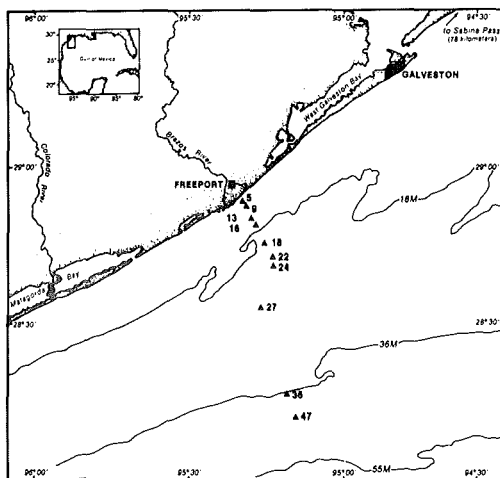 96°00'
95°30'
95°00'
94°30'
to Sabine Pass
(78 kilometers)
30°
25°
20°
Gulf of Mexico
95°
90°
85°
80°
GALVESTON
West Galveston Bay
Brazos River
Colorado River
29°00'
29°00'
FREEPORT
5
9
13
16
18M
18
22
24
Matagorda Bay
27
28°30'
28°30'
36M
36
47
55M
96°00'
95°30'
95°00'
94°30'